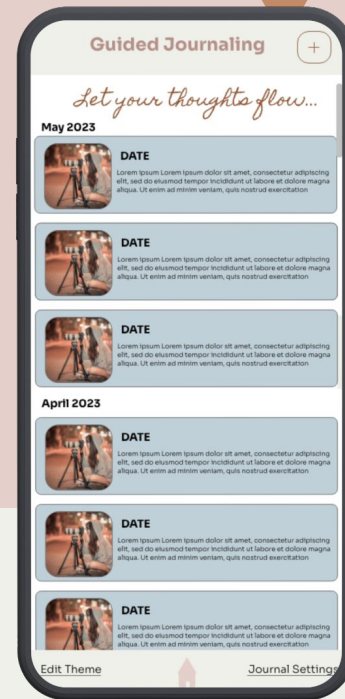 Guided Journaling
+
Let your thoughts flow...
May 2023
DATE
Lorem Ipsum Lorem ipsum dolor sit amet, consectetur adipiscing
elit, sed do eiusmod tempor incididunt ut labore et dolore magna
aliqua. Ut enim ad minim veniam, quis nostrud exercitation
DATE
Lorem Ipsum Lorem ipsum dolor sit amet, consectetur adipiscing
elit, sed do eiusmod tempor incididunt ut labore et dolore magna
aliqua. Ut enim ad minim veniam, quis nostrud exercitation
DATE
Lorem Ipsum Lorem ipsum dolor sit amet, consectetur adipiscing
elit, sed do eiusmod tempor incididunt ut labore et dolore magna
aliqua. Ut enim ad minim veniam, quis nostrud exercitation
April 2023
DATE
Lorem Ipsum Lorem ipsum dolor sit amet, consectetur adipiscing
elit, sed do eiusmod tempor incididunt ut labore et dolore magna
aliqua. Ut enim ad minim veniam, quis nostrud exercitation
DATE
Lorem Ipsum Lorem ipsum dolor sit amet, consectetur adipiscing
elit, sed do eiusmod tempor incididunt ut labore et dolore magna
aliqua. Ut enim ad minim veniam, quis nostrud exercitation
DATE
Lorem Ipsum Lorem ipsum dolor sit amet, consectetur adipiscing
elit, sed do eiusmod tempor incididunt ut labore et dolore magna
aliqua. Ut enim ad minim veniam, quis nostrud exercitation
Edit Theme
Journal Settings